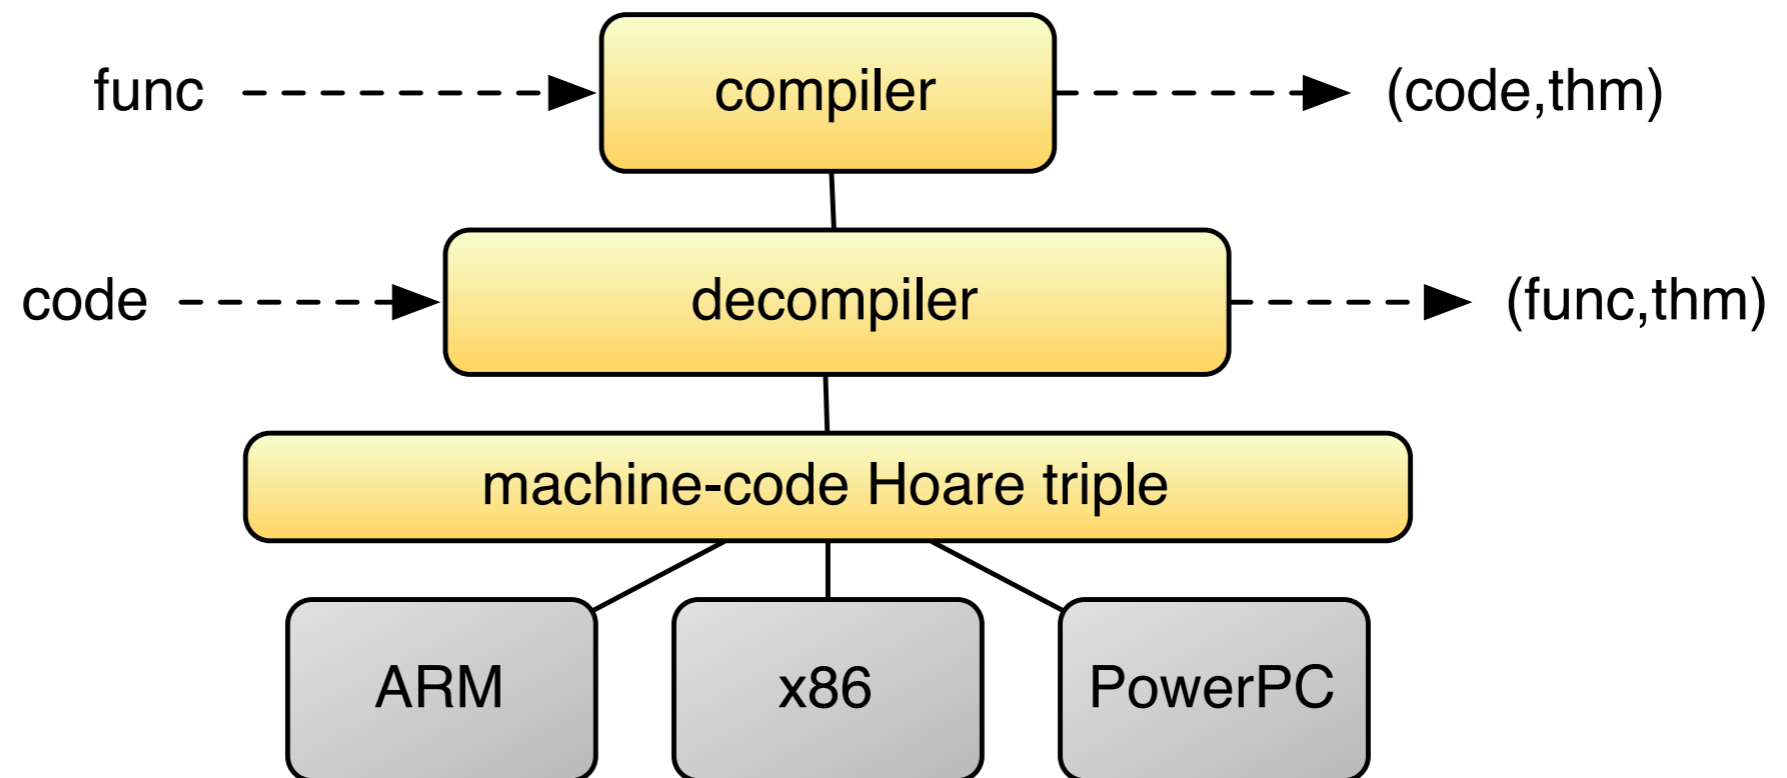 func
compiler
(code,thm)
code
decompiler
(func,thm)
machine-code Hoare triple
ARM
x86
PowerPC